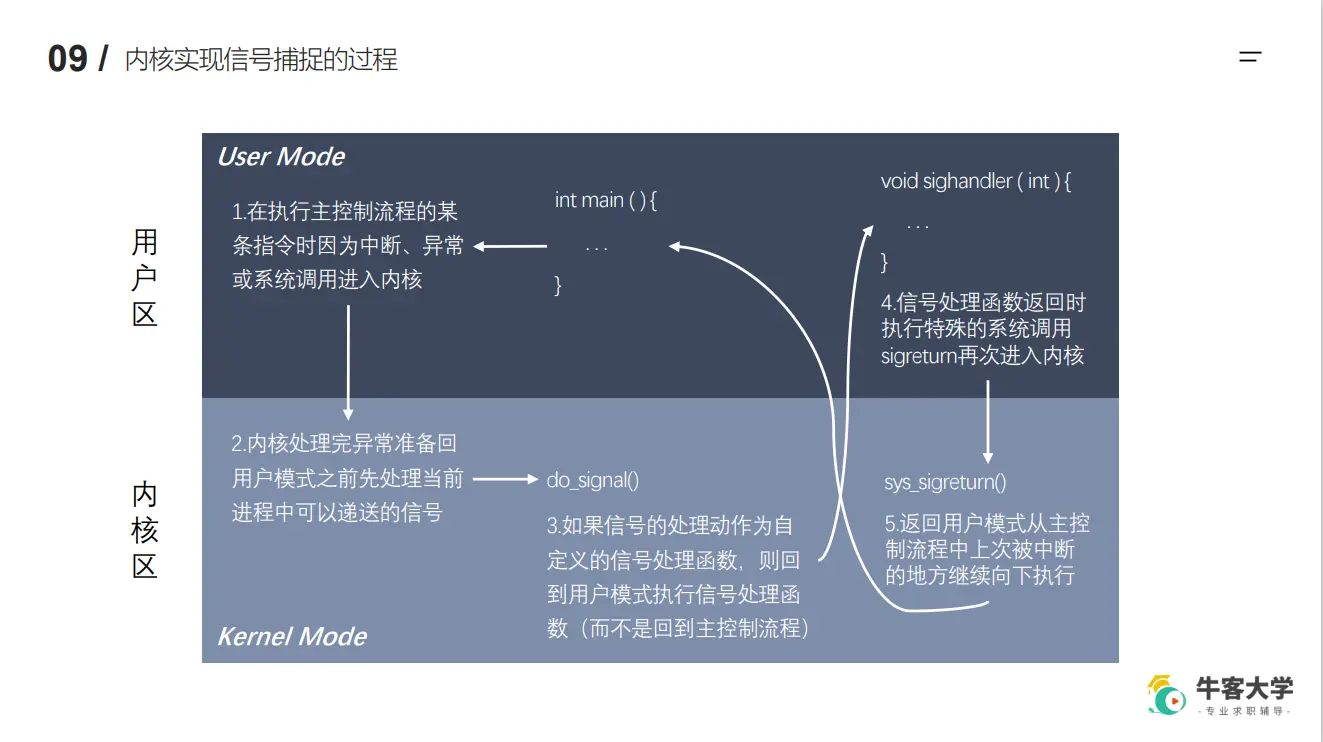 09 / 内核实现信号捕捉的过程
User Mode
用
户
区
1.在执行主控制流程的某
条指令时因为中断、异常
或系统调用进入内核
int main ( ) {
...
}
void sighandler ( int ) {
...
}
4.信号处理函数返回时
执行特殊的系统调用
sigreturn再次进入内核
内
核
区
2.内核处理完异常准备回
用户模式之前先处理当前
进程中可以递送的信号
do_signal()
3.如果信号的处理动作为自
定义的信号处理函数，则回
到用户模式执行信号处理函
数（而不是回到主控制流程）
sys_sigreturn()
5.返回用户模式从主控
制流程中上次被中断
的地方继续向下执行
Kernel Mode
牛客大学
-专业求职辅导-